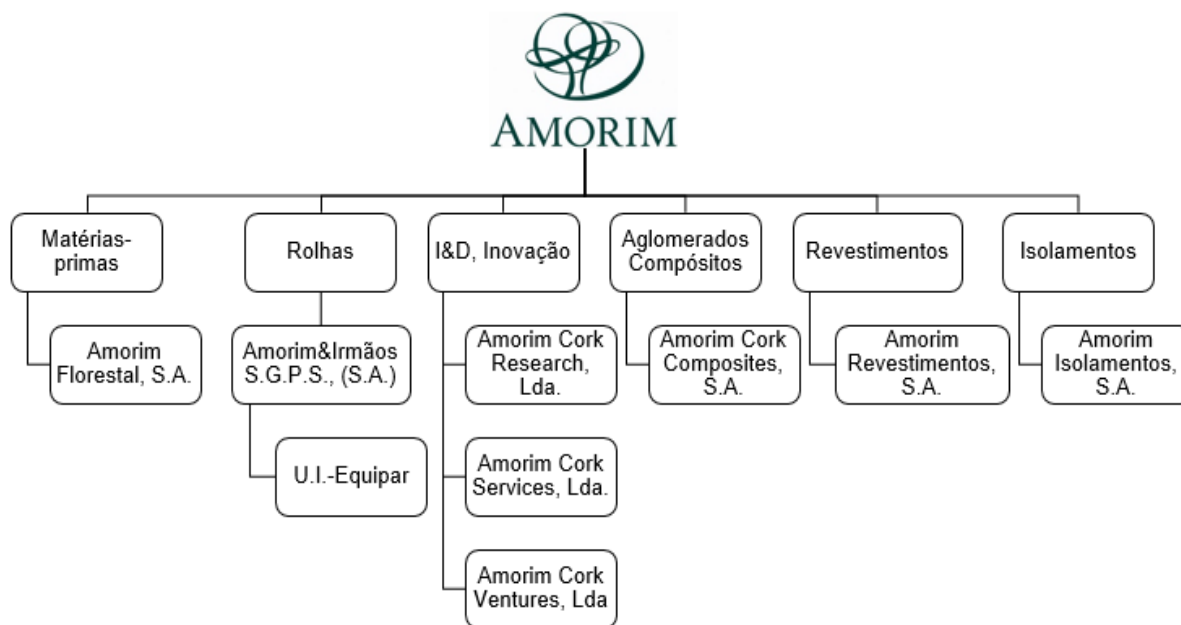 AMORIM
Matérias-
primas
Rolhas
I&D, Inovação
Aglomerados
Compósitos
Revestimentos
Isolamentos
Amorim
Florestal, S.A.
Amorim&Irmãos
S.G.P.S., (S.A.)
Amorim Cork
Research,
Lda.
Amorim Cork
Composites,
S.A.
Amorim
Revestimentos,
S.A.
Amorim
Isolamentos,
S.A.
U.I.-Equipar
Amorim Cork
Services, Lda.
Amorim Cork
Ventures, Lda